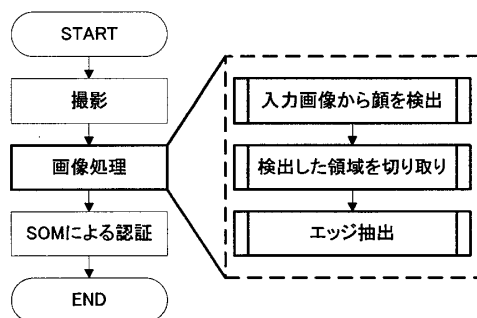 START
撮影
画像処理
SOMによる認証
END
入力画像から顔を検出
検出した領域を切り取り
エッジ抽出